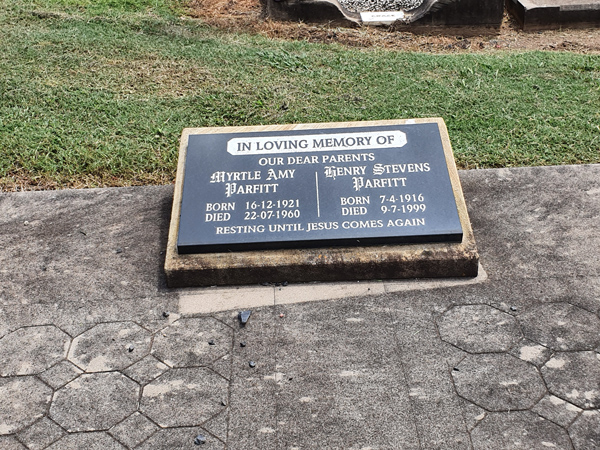 IN LOVING MEMORY OF
OUR DEAR PARENTS
Myrtle Amy
Parfitt
BORN 16-12-1921
DIED 22-07-1960
Henry Stevens
Parfitt
BORN 7-4-1916
DIED 9-7-1999
RESTING UNTIL JESUS COMES AGAIN